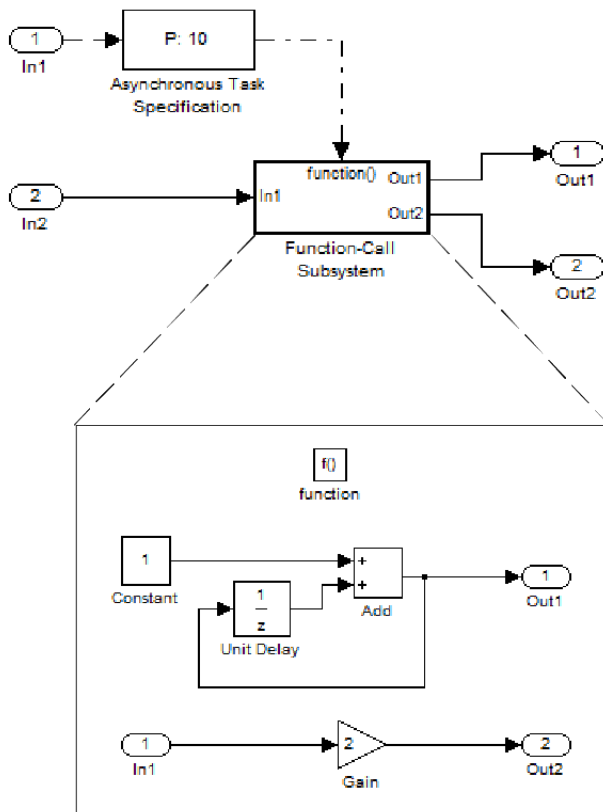 1
In1
P: 10
Asynchronous Task
Specification
2
In2
function()
In1
Out1
Out2
Function-Call
Subsystem
1
Out1
2
Out2
f()
function
1
Constant
1
z
Unit Delay
+
+
Add
1
Out1
1
In1
2
Gain
2
Out2